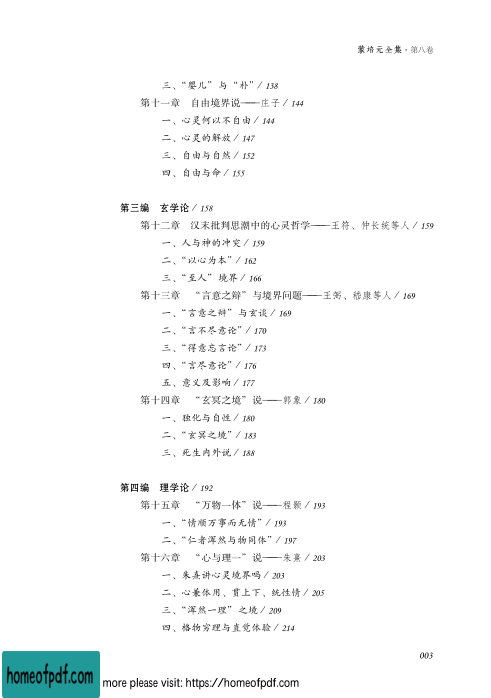 蒙培元全集·第八卷
三、“婴儿”与“朴”/ 138
第十一章　自由境界说——庄子 / 144
一、心灵何以不自由 / 144
二、心灵的解放 / 147
三、自由与自然 / 152
四、自由与命 / 155
第三编　玄学论 / 158
第十二章　汉末批判思潮中的心灵哲学——王符、仲长统等人 / 159
一、人与神的冲突 / 159
二、“以心为本” / 162
三、“至人”境界 / 166
第十三章　“言意之辩”与境界问题——王弼、嵇康等人 / 169
一、“言意之辩”与玄谈 / 169
二、“言不尽意论” / 170
三、“得意忘言论” / 173
四、“言尽意论” / 176
五、意义及影响 / 177
第十四章　“玄冥之境”说——郭象 / 180
一、独化与自性 / 180
二、“玄冥之境” / 183
三、死生内外说 / 188
第四编　理学论 / 192
第十五章　“万物一体”说——程颢 / 193
一、“情顺万事而无情” / 193
二、“仁者浑然与物同体” / 197
第十六章　“心与理一”说——朱熹 / 203
一、朱熹讲心灵境界吗 / 203
二、心兼体用、贯上下、统性情 / 205
三、“浑然一理”之境 / 209
四、格物穷理与直觉体验 / 214
003
homeofpdf.com
more please visit: https://homeofpdf.com